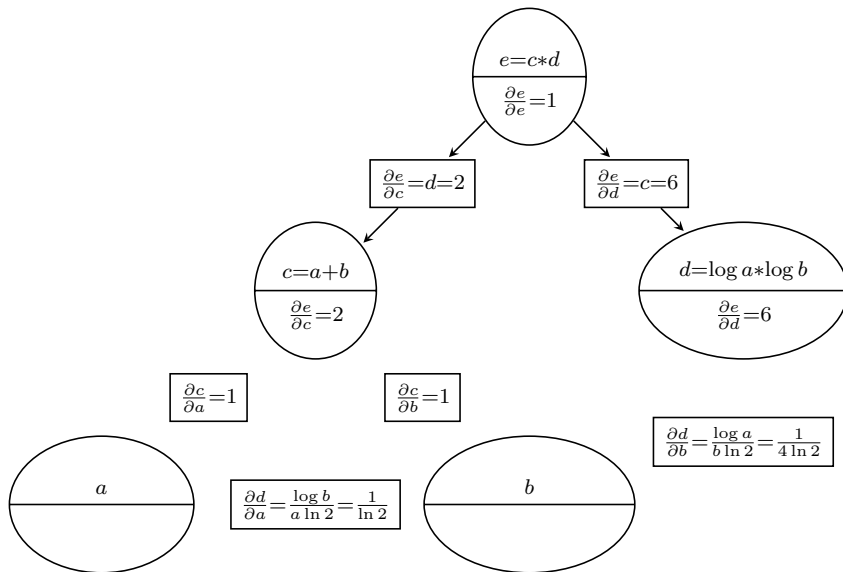 e=c*d
∂e/∂e=1
∂e/∂c=d=2
∂e/∂d=c=6
c=a+b
∂e/∂c=2
d=log a*log b
∂e/∂d=6
∂c/∂a=1
∂c/∂b=1
∂d/∂b=log a/b ln 2=1/4 ln 2
a
∂d/∂a=log b/a ln 2=1/ln 2
b